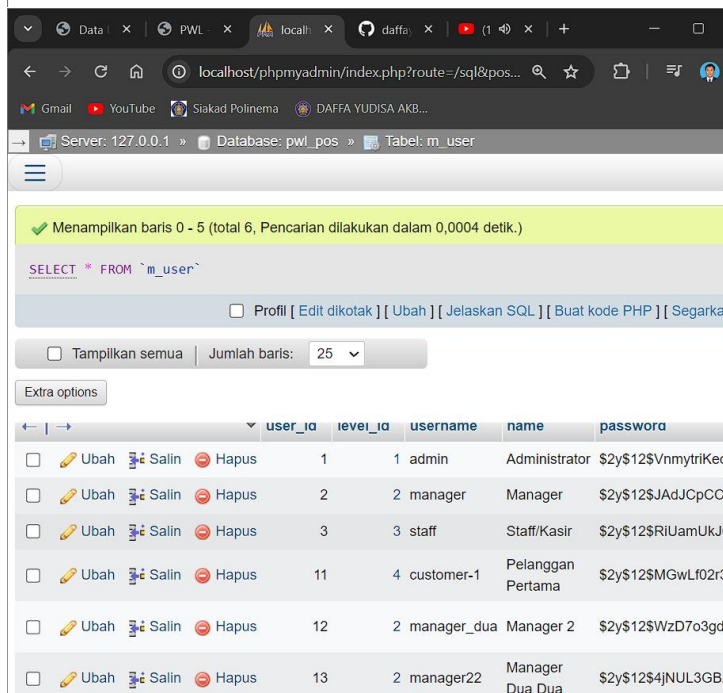 Data PWL localh daffay (1
localhost/phpmyadmin/index.php?route=/sql&pos...
Gmail YouTube Siakad Polinema DAFFA YUDISA AKB...
Server: 127.0.0.1 » Database: pwl_pos » Tabel: m_user
Menampilkan baris 0 - 5 (total 6, Pencarian dilakukan dalam 0,0004 detik.)
SELECT * FROM `m_user`
Profil [ Edit dikotak ] [ Ubah ] [ Jelaskan SQL ] [ Buat kode PHP ] [ Segarka
Tampilkan semua | Jumlah baris: 25
Extra options
user_id level_id username name password
Ubah Salin Hapus 1 1 admin Administrator $2y$12$VnmytriKec
Ubah Salin Hapus 2 2 manager Manager $2y$12$JAdJCpCC
Ubah Salin Hapus 3 3 staff Staff/Kasir $2y$12$RiUamUkJ
Ubah Salin Hapus 11 4 customer-1 Pelanggan Pertama $2y$12$MGwLf02r3
Ubah Salin Hapus 12 2 manager_dua Manager 2 $2y$12$WzD7o3gd
Ubah Salin Hapus 13 2 manager22 Manager Dua Dua $2y$12$4jNUL3GB